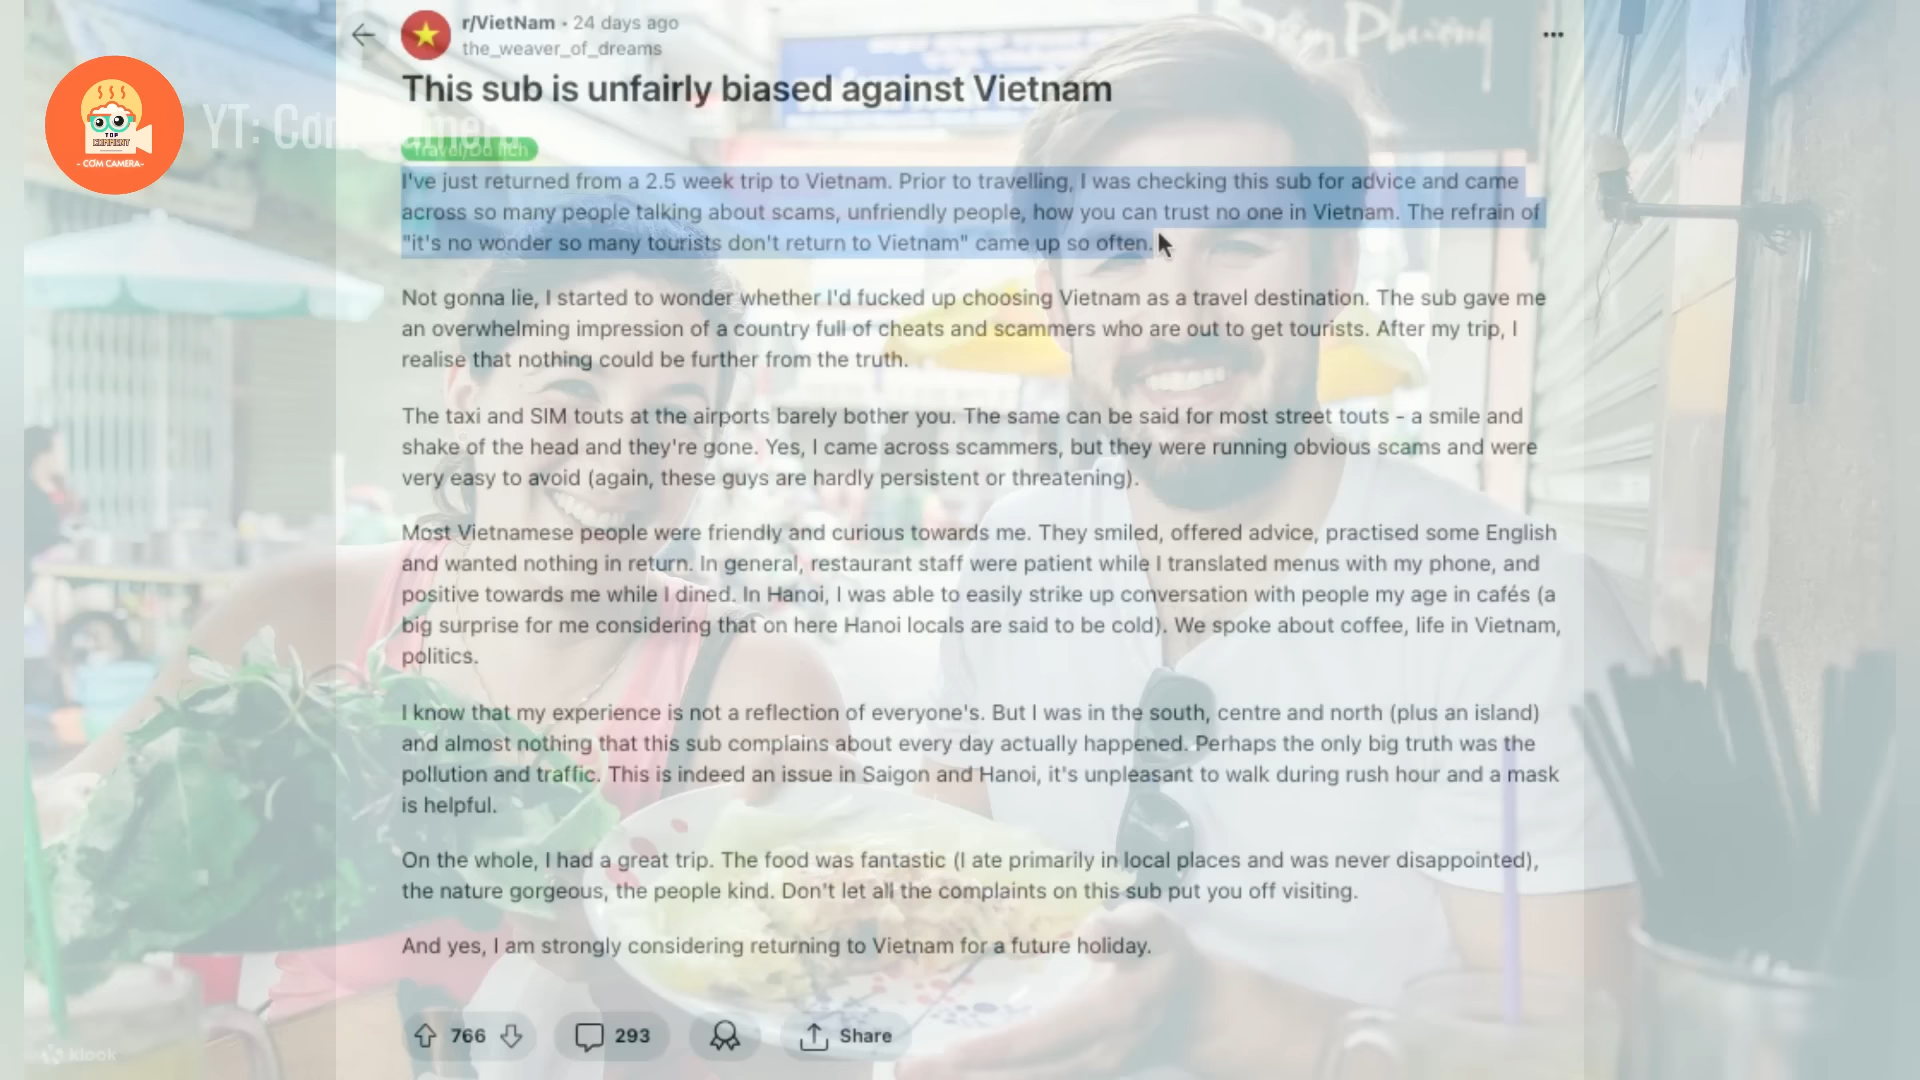 r/VietNam • 24 days ago
the_weaver_of_dreams
This sub is unfairly biased against Vietnam
Travel/Du lịch
YT: Cơm Camera
TOP
COMMENT
- CƠM CAMERA-
I've just returned from a 2.5 week trip to Vietnam. Prior to travelling, I was checking this sub for advice and came
across so many people talking about scams, unfriendly people, how you can trust no one in Vietnam. The refrain of
"it's no wonder so many tourists don't return to Vietnam" came up so often.
Not gonna lie, I started to wonder whether I'd fucked up choosing Vietnam as a travel destination. The sub gave me
an overwhelming impression of a country full of cheats and scammers who are out to get tourists. After my trip, I
realise that nothing could be further from the truth.
The taxi and SIM touts at the airports barely bother you. The same can be said for most street touts - a smile and
shake of the head and they're gone. Yes, I came across scammers, but they were running obvious scams and were
very easy to avoid (again, these guys are hardly persistent or threatening).
Most Vietnamese people were friendly and curious towards me. They smiled, offered advice, practised some English
and wanted nothing in return. In general, restaurant staff were patient while I translated menus with my phone, and
positive towards me while I dined. In Hanoi, I was able to easily strike up conversation with people my age in cafés (a
big surprise for me considering that on here Hanoi locals are said to be cold). We spoke about coffee, life in Vietnam,
politics.
I know that my experience is not a reflection of everyone's. But I was in the south, centre and north (plus an island)
and almost nothing that this sub complains about every day actually happened. Perhaps the only big truth was the
pollution and traffic. This is indeed an issue in Saigon and Hanoi, it's unpleasant to walk during rush hour and a mask
is helpful.
On the whole, I had a great trip. The food was fantastic (I ate primarily in local places and was never disappointed),
the nature gorgeous, the people kind. Don't let all the complaints on this sub put you off visiting.
And yes, I am strongly considering returning to Vietnam for a future holiday.
766
293
Share
klook